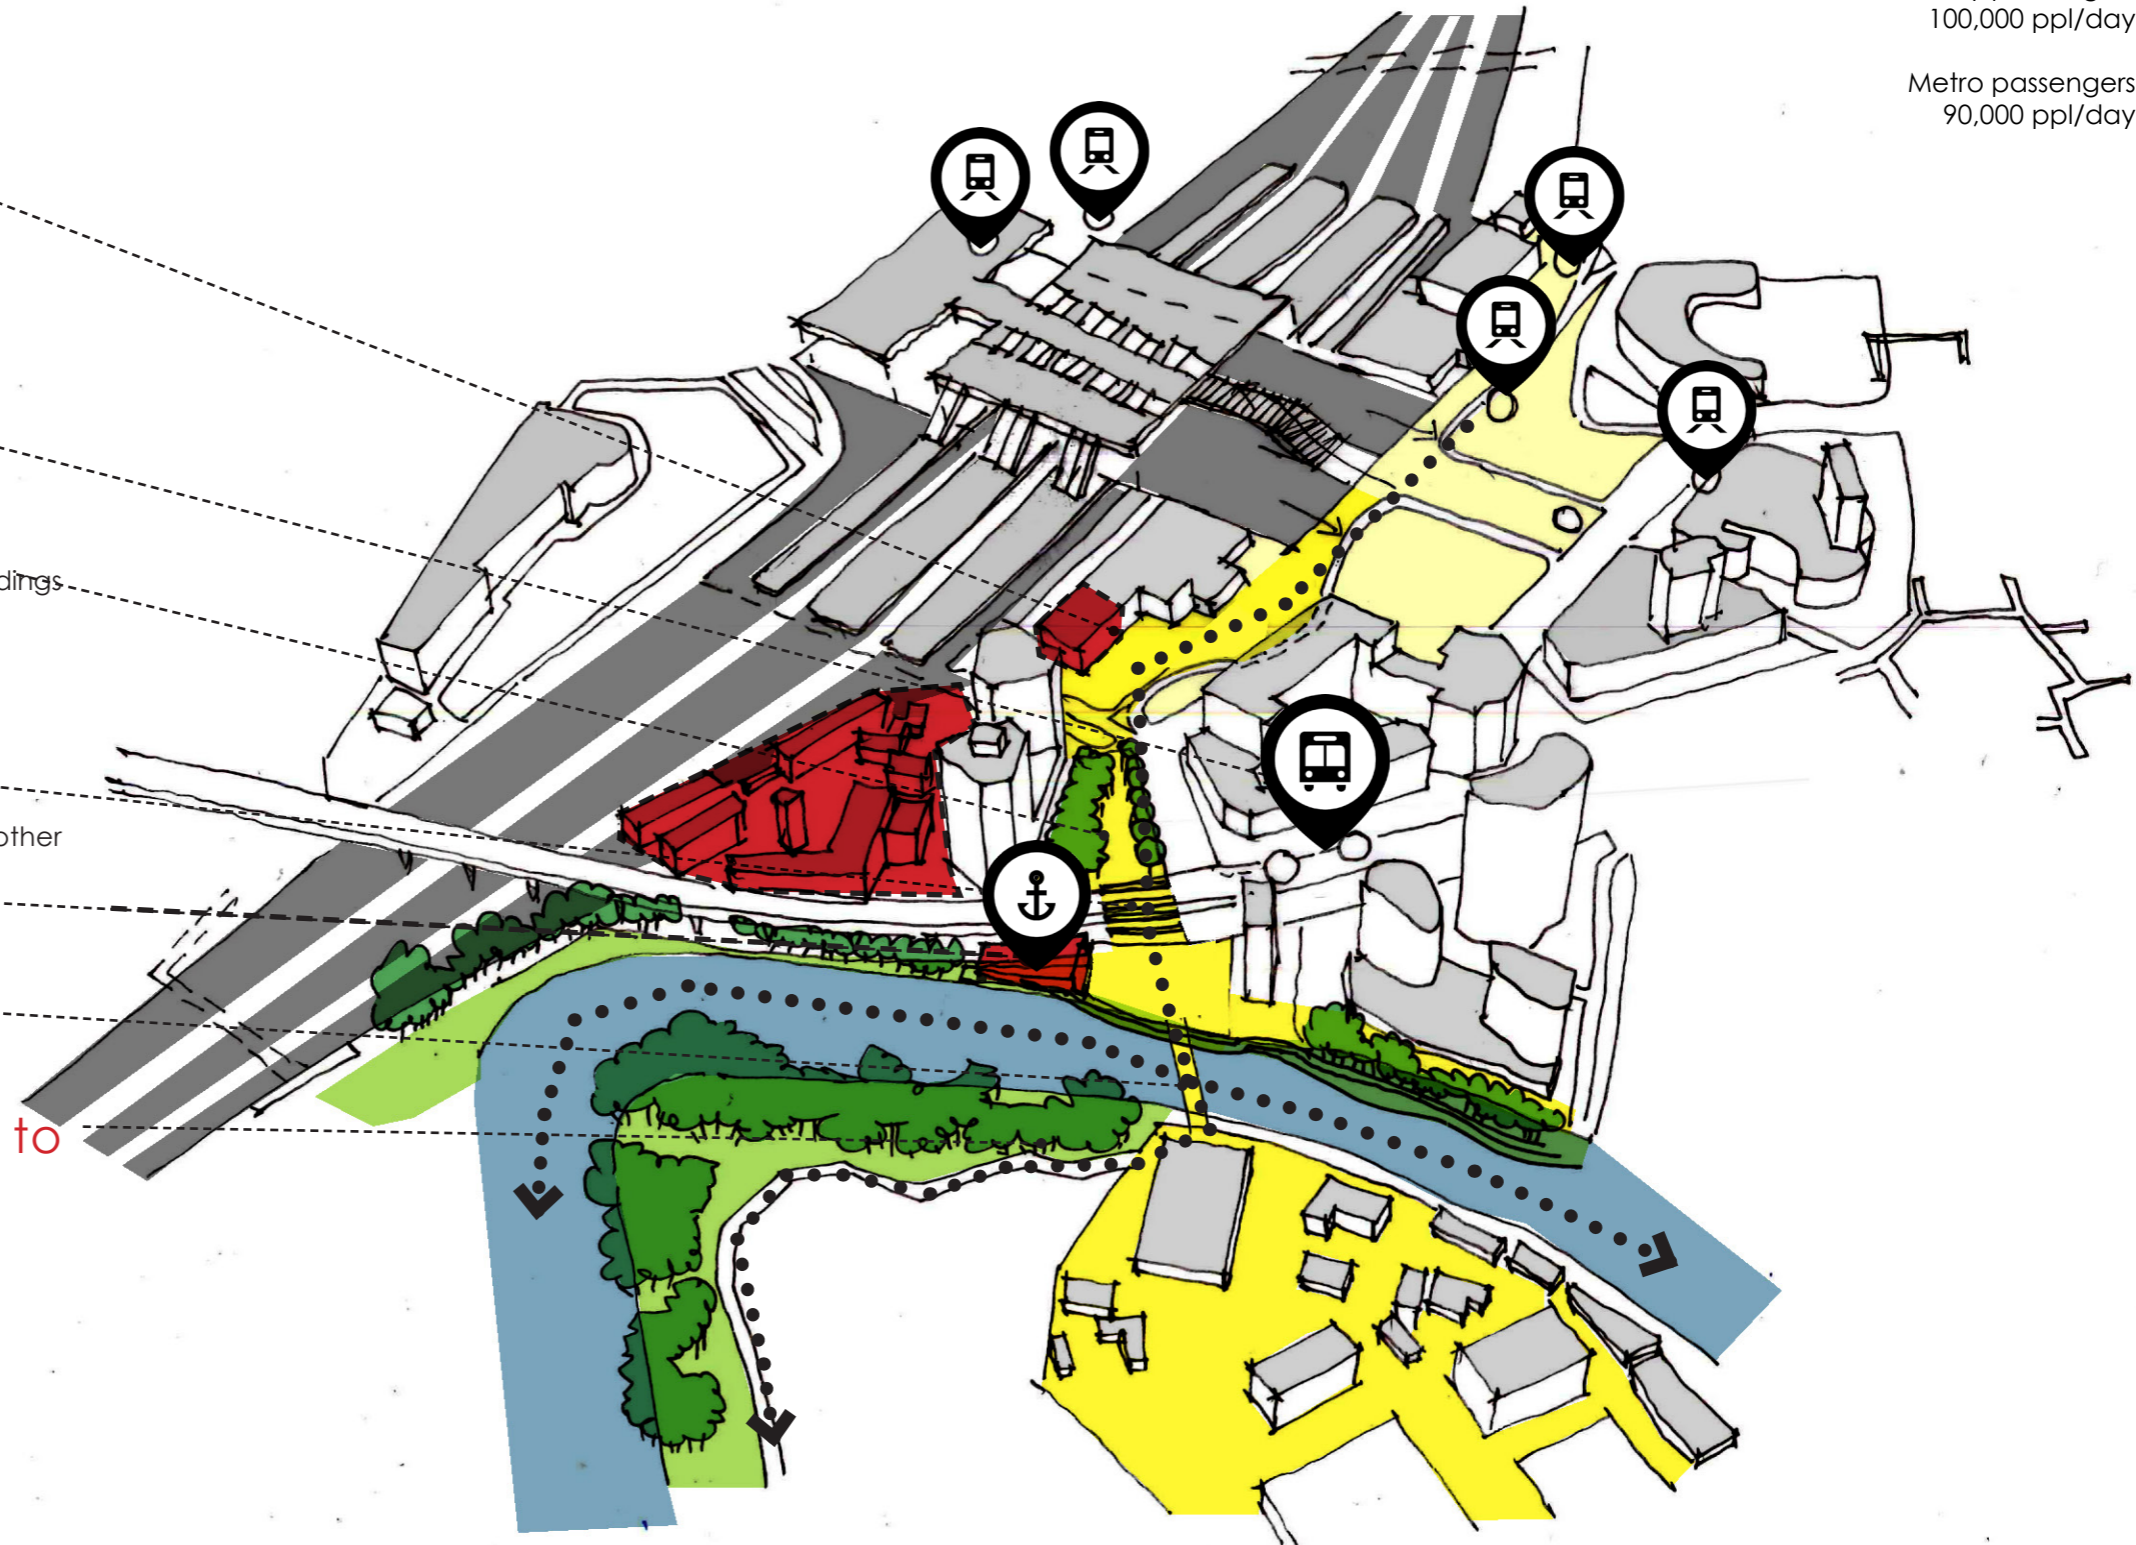 100,000 ppl/day
Metro passengers
90,000 ppl/day
dings
other
to